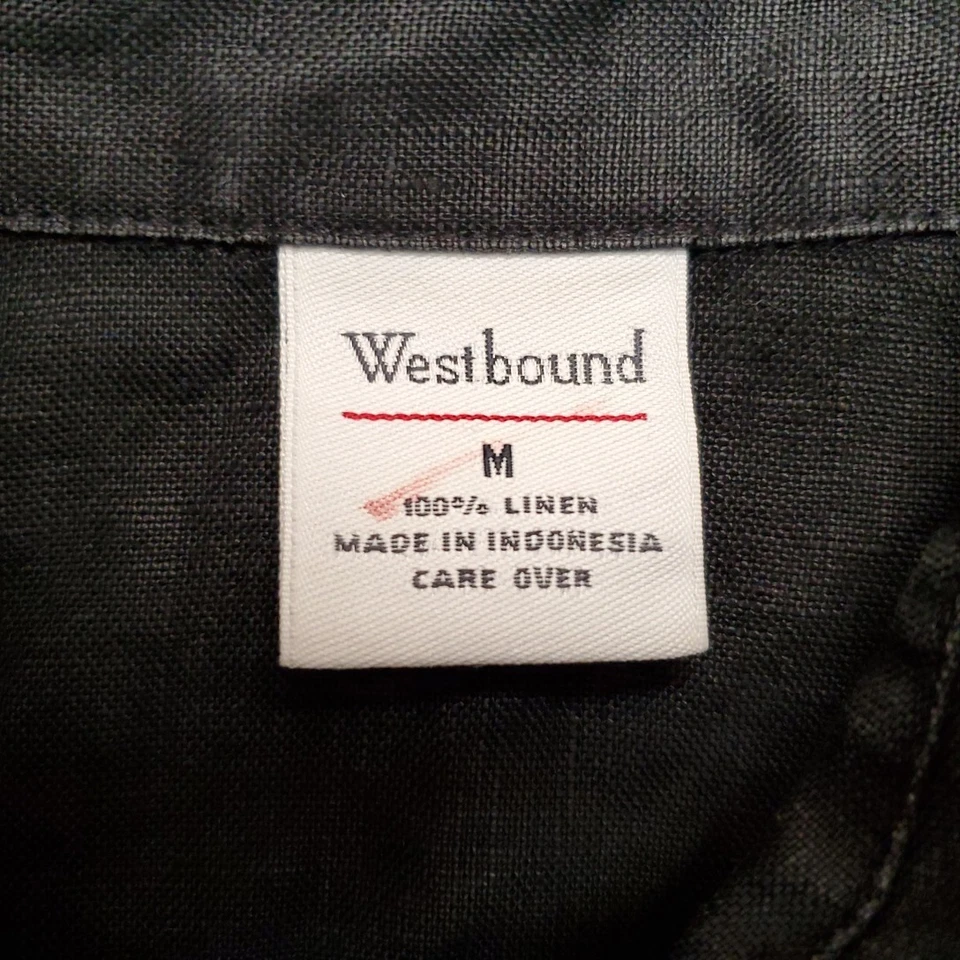 Westbound
M
100% LINEN
MADE IN INDONESIA
CARE OVER